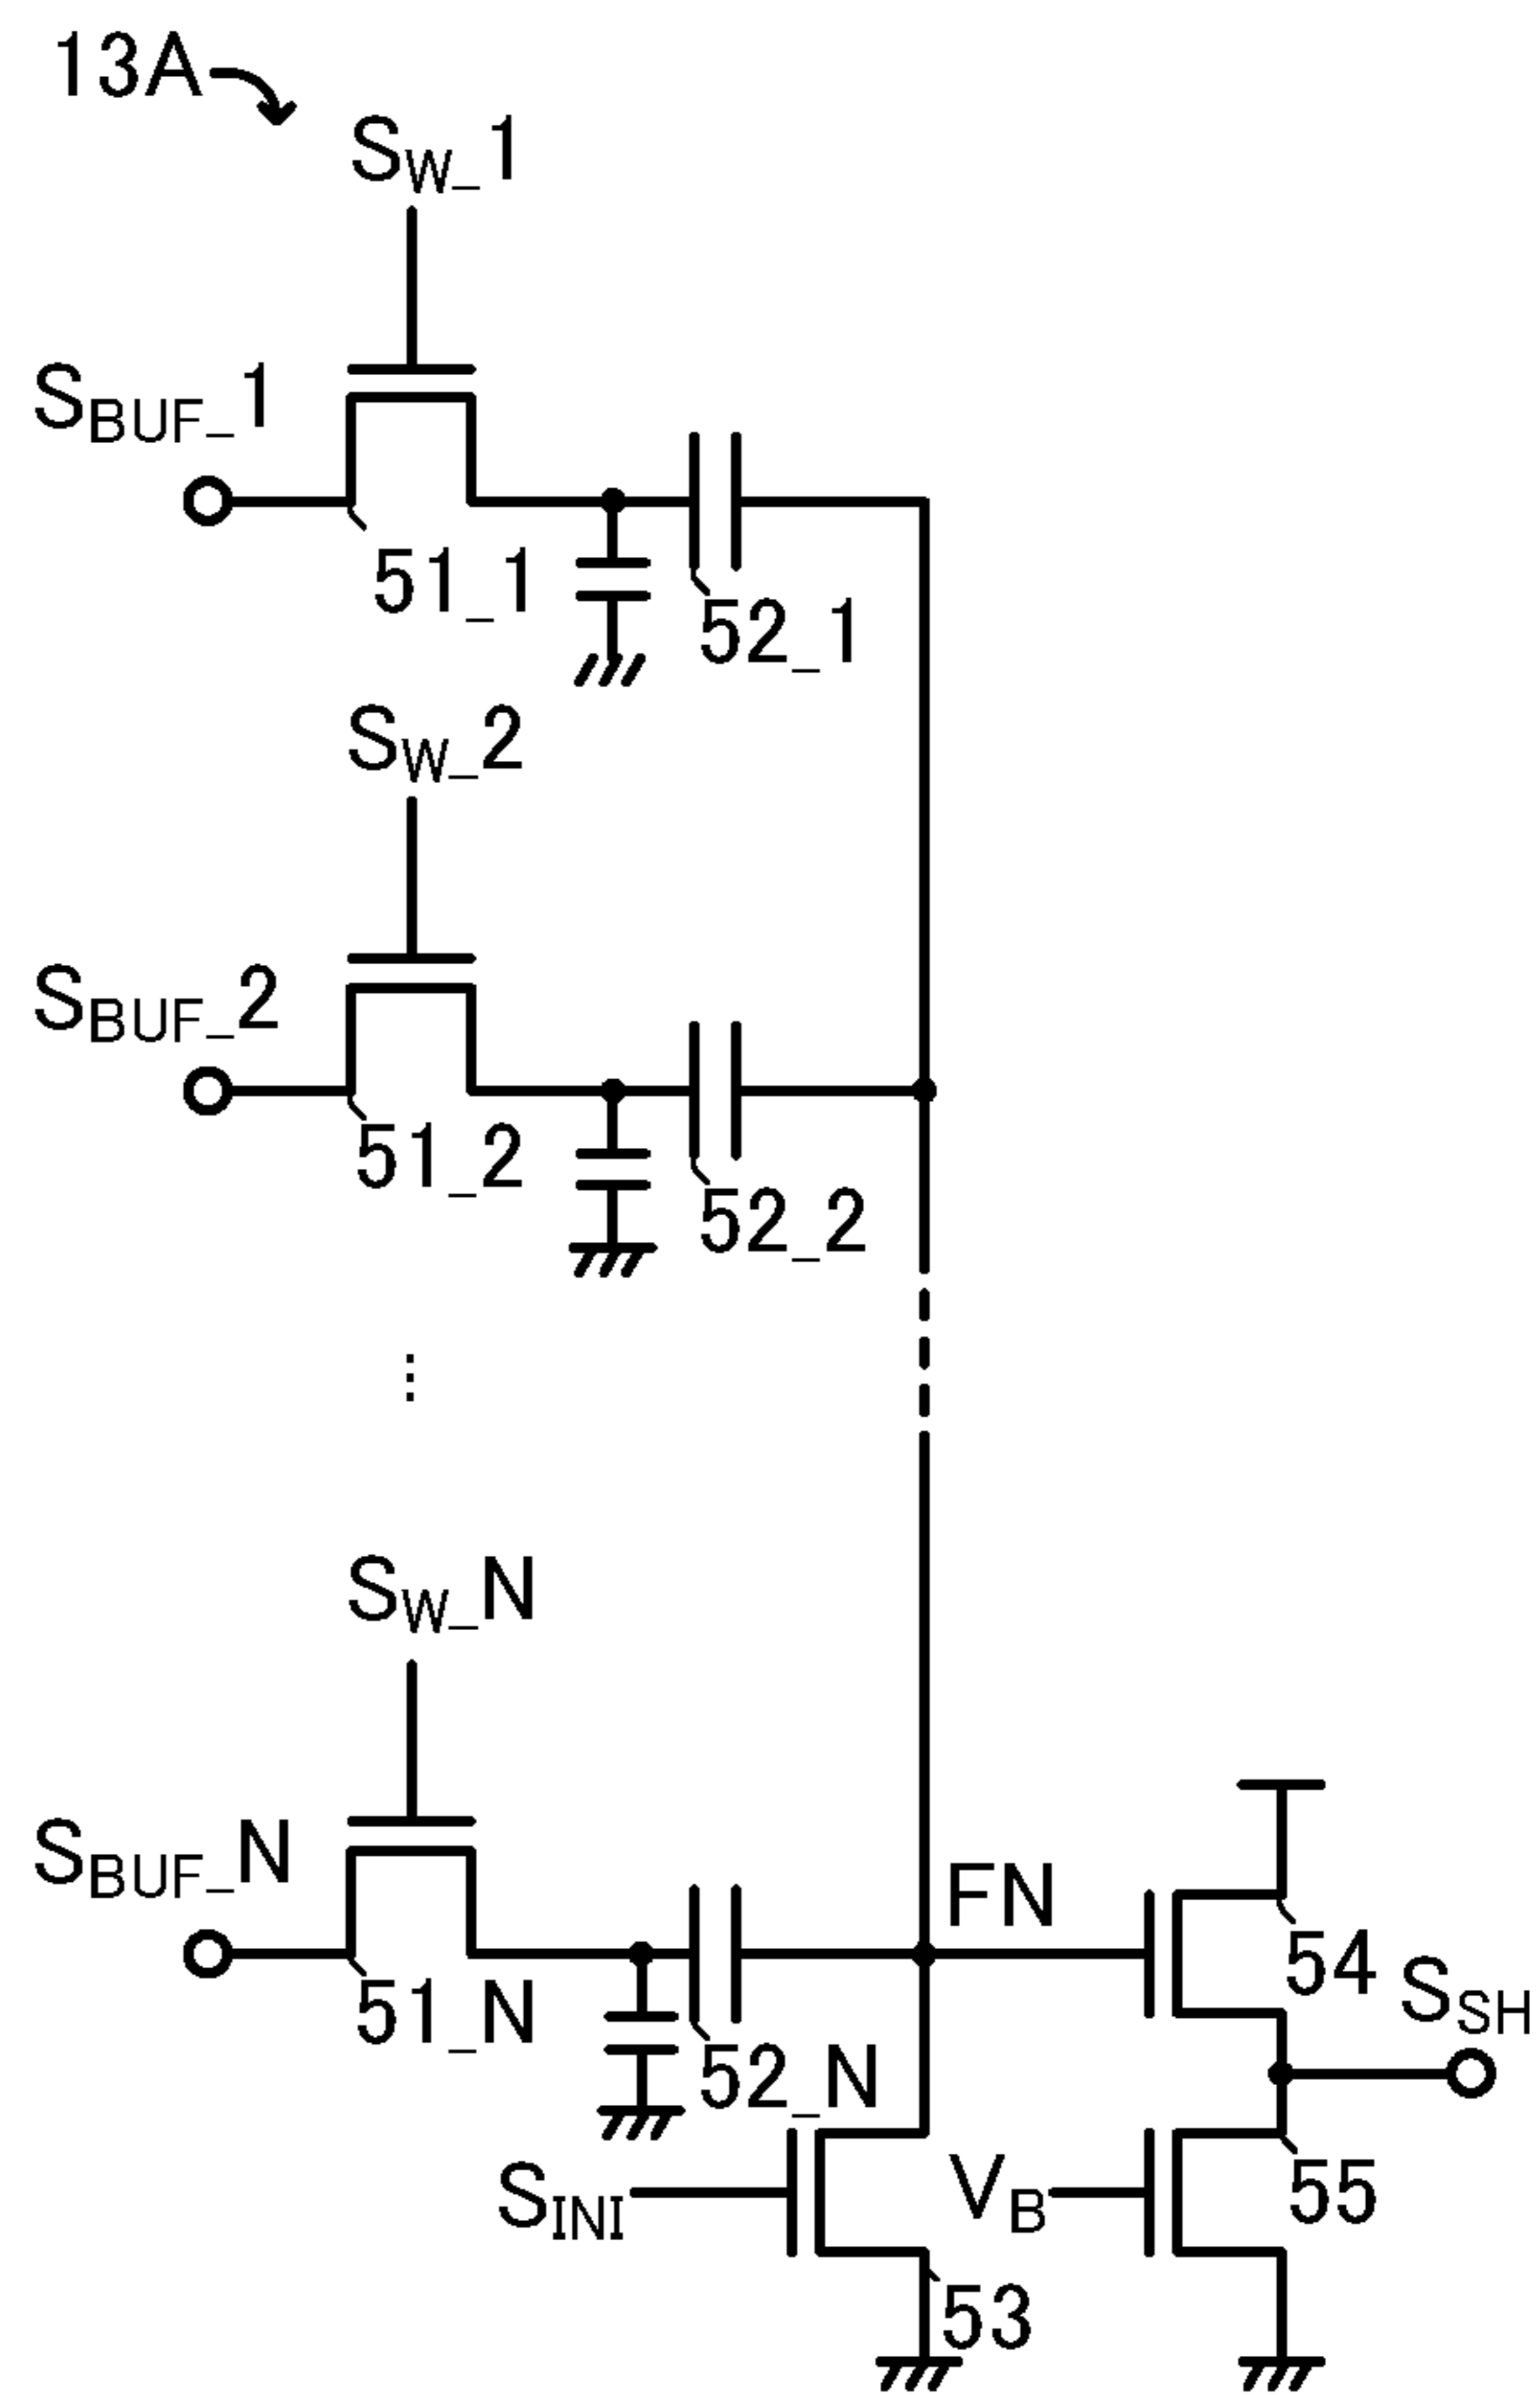 13A
SW_1
SBUF_1
51_1
52_1
SW_2
SBUF_2
51_2
52_2
SW_N
SBUF_N
51_N
52_N
FN
54
SSH
SINI
VB
55
53